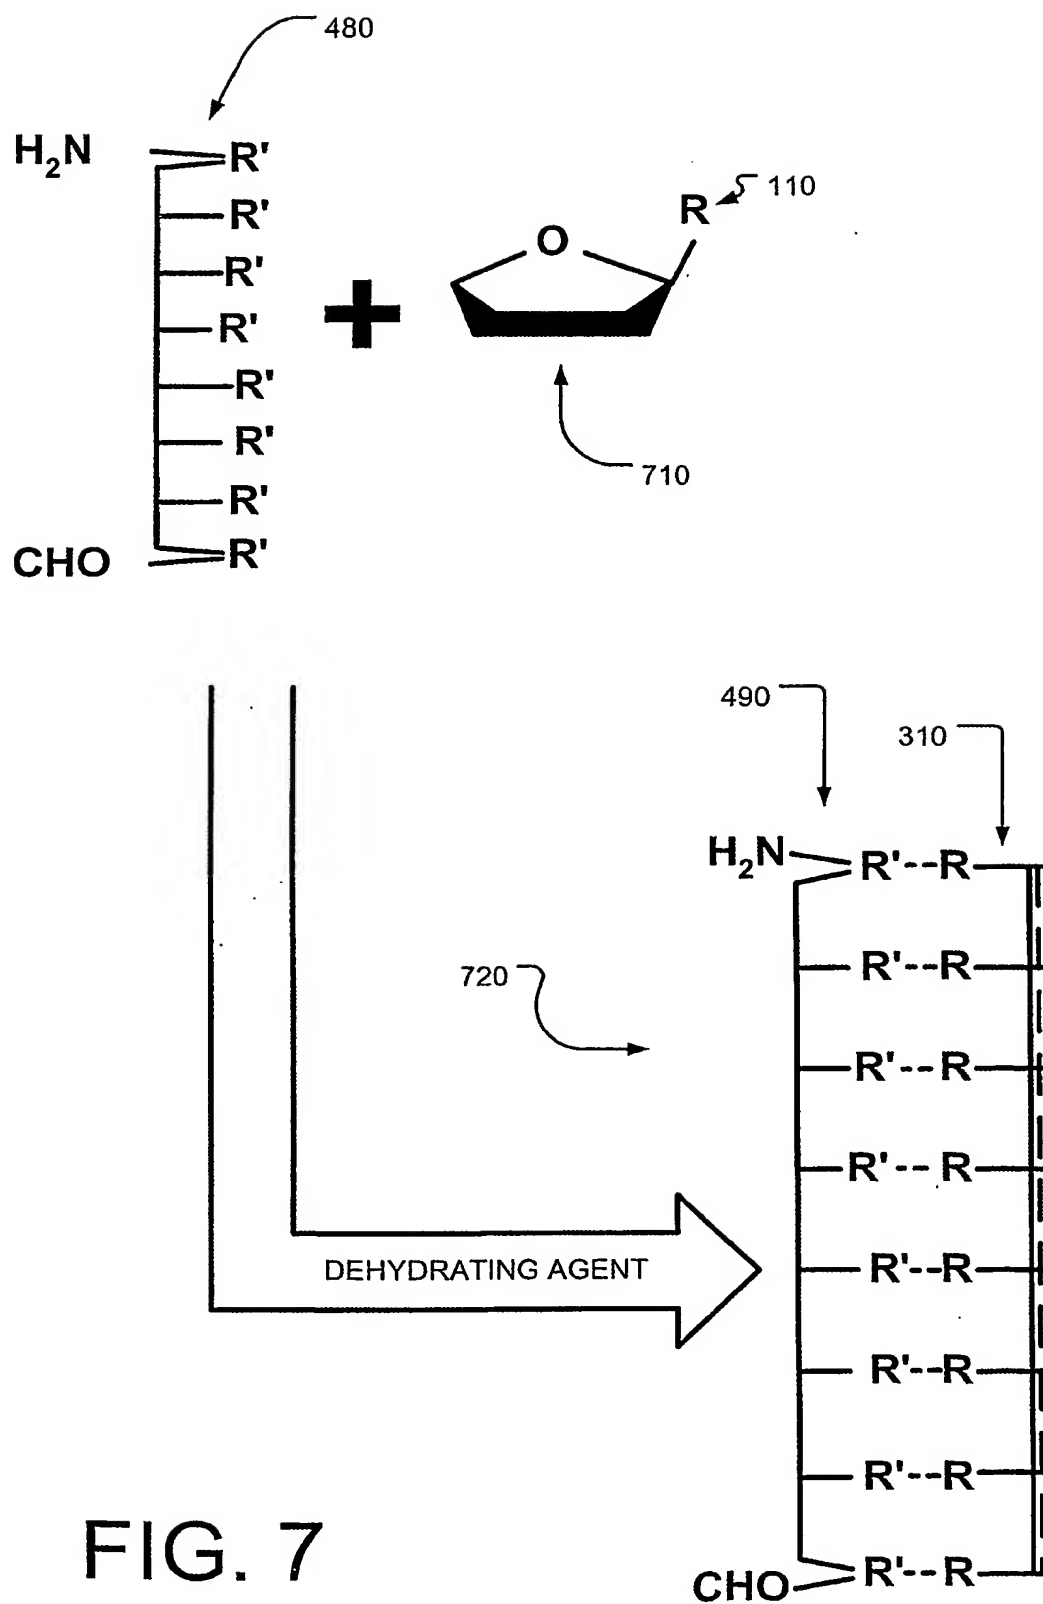 480
H₂N R'
R'
R'
R'
R'
R'
R'
CHO R'
+
O
R 110
710
490
310
H₂N R'--R
R'--R
R'--R
R'--R
R'--R
R'--R
R'--R
CHO R'--R
720
DEHYDRATING AGENT
FIG. 7